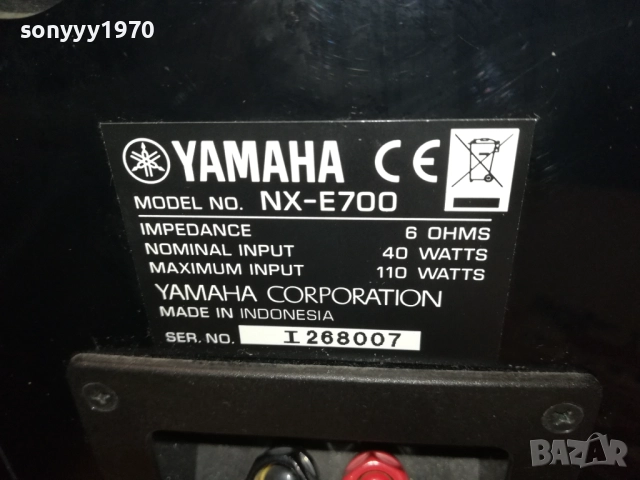 sonyyy1970
YAMAHA CE
MODEL NO. NX-E700
IMPEDANCE 6 OHMS
NOMINAL INPUT 40 WATTS
MAXIMUM INPUT 110 WATTS
YAMAHA CORPORATION
MADE IN INDONESIA
SER. NO. I 268007
BAZAR